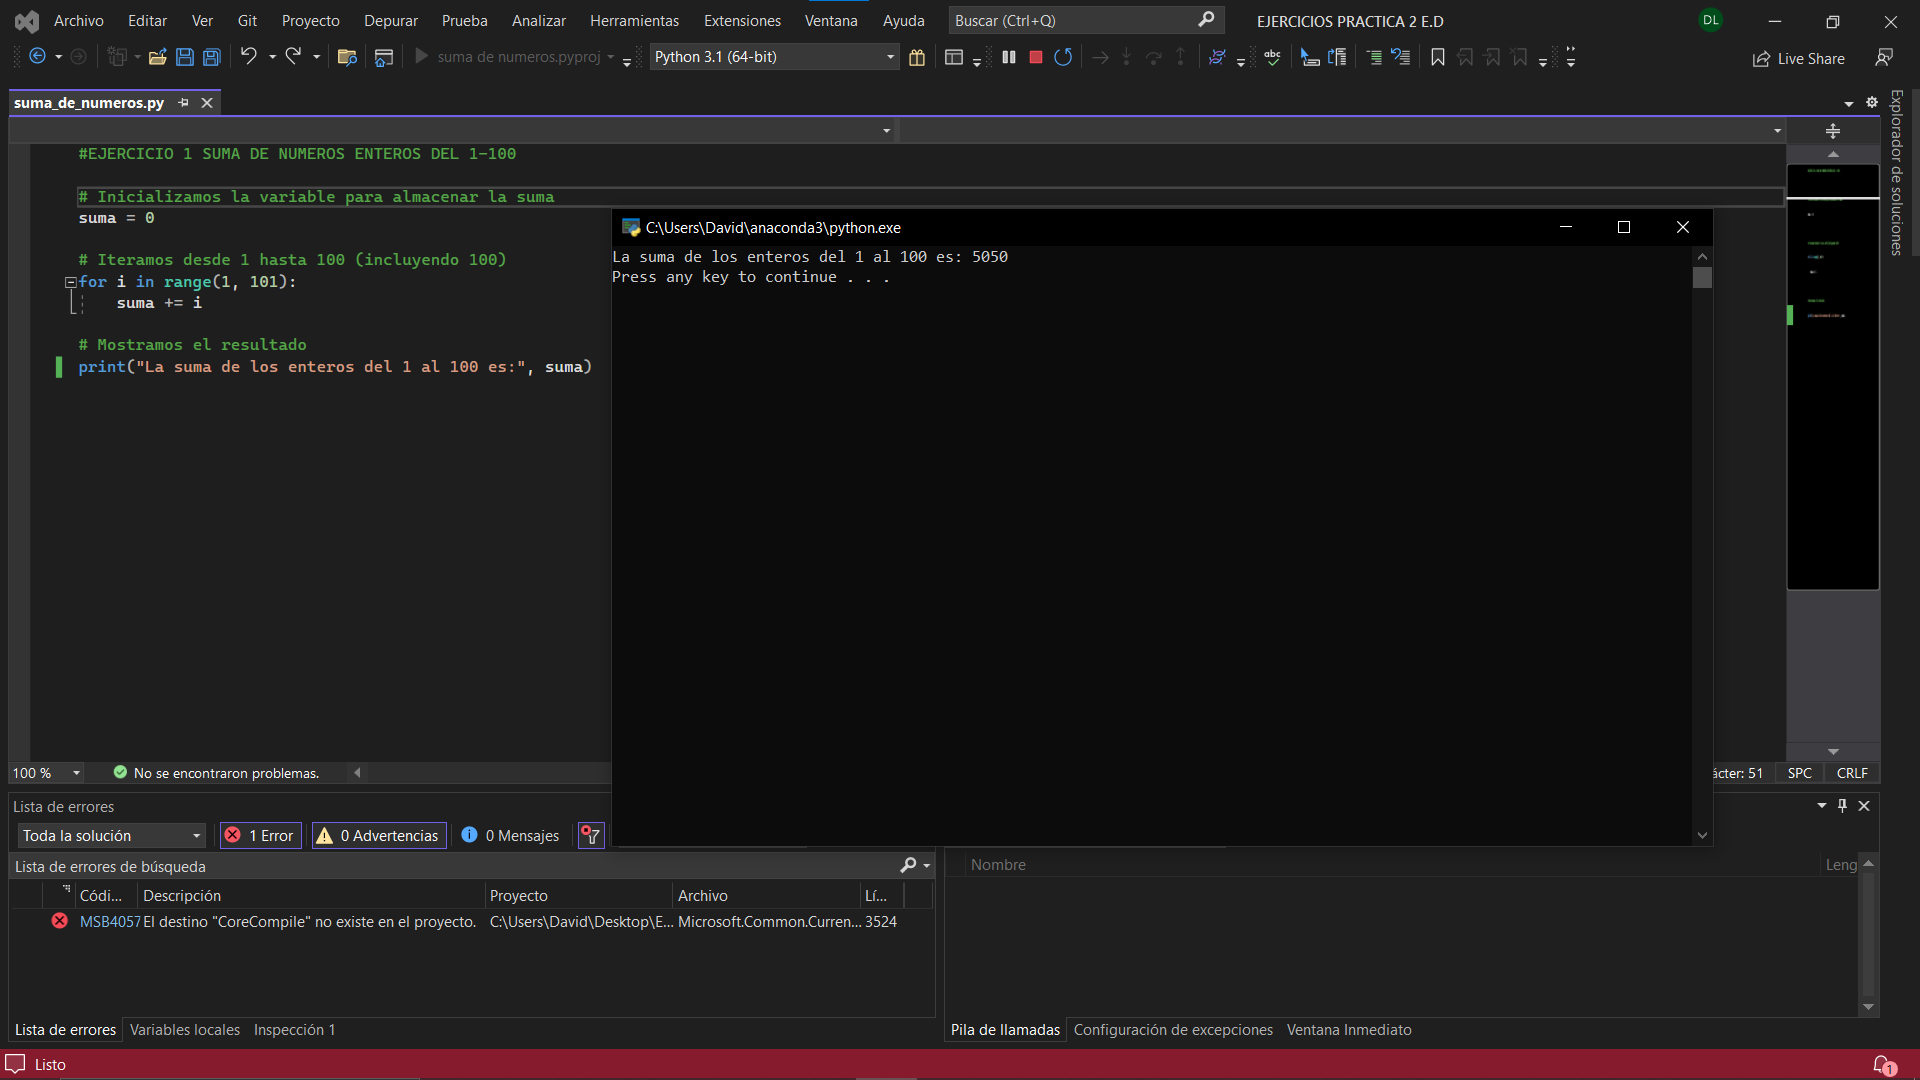 Archivo Editar Ver Git Proyecto Depurar Prueba Analizar Herramientas Extensiones Ventana Ayuda Buscar (Ctrl+Q) EJERCICIOS PRACTICA 2 E.D DL
suma de numeros.pyproj Python 3.1 (64-bit) abc Live Share
suma_de_numeros.py
Explorador de soluciones
#EJERCICIO 1 SUMA DE NUMEROS ENTEROS DEL 1-100
# Inicializamos la variable para almacenar la suma
suma = 0
# Iteramos desde 1 hasta 100 (incluyendo 100)
for i in range(1, 101):
suma += i
# Mostramos el resultado
print("La suma de los enteros del 1 al 100 es:", suma)
C:\Users\David\anaconda3\python.exe
La suma de los enteros del 1 al 100 es: 5050
Press any key to continue . . .
100 % No se encontraron problemas. ácter: 51 SPC CRLF
Lista de errores
Toda la solución 1 Error 0 Advertencias 0 Mensajes
Lista de errores de búsqueda
Códi... Descripción Proyecto Archivo Lí...
MSB4057 El destino "CoreCompile" no existe en el proyecto. C:\Users\David\Desktop\E... Microsoft.Common.Curren... 3524
Nombre Leng
Lista de errores Variables locales Inspección 1
Pila de llamadas Configuración de excepciones Ventana Inmediato
Listo 1